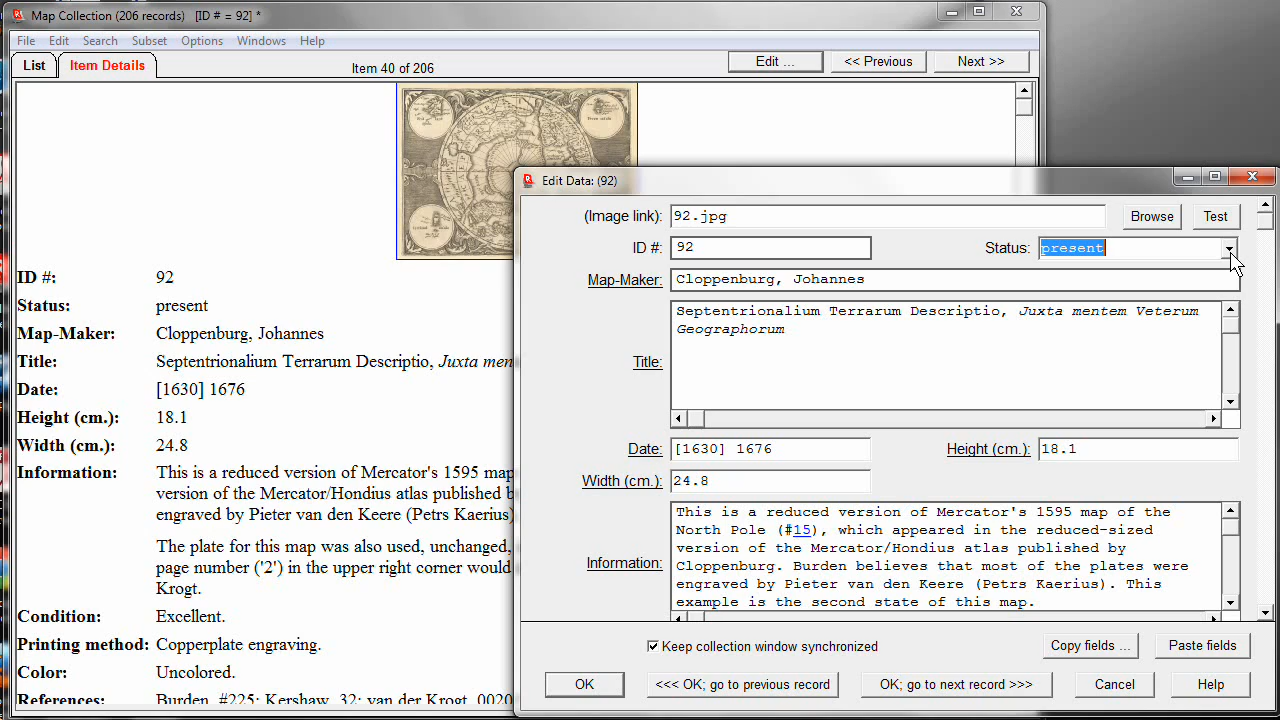 Map Collection (206 records) [ID # = 92] *
File Edit Search Subset Options Windows Help
List Item Details Item 40 of 206 Edit ... << Previous Next >>
ID #: 92
Status: present
Map-Maker: Cloppenburg, Johannes
Title: Septentrionalium Terrarum Descriptio, Juxta men
Date: [1630] 1676
Height (cm.): 18.1
Width (cm.): 24.8
Information: This is a reduced version of Mercator's 1595 map
version of the Mercator/Hondius atlas published b
engraved by Pieter van den Keere (Petrs Kaerius)
The plate for this map was also used, unchanged,
page number ('2') in the upper right corner would
Krogt.
Condition: Excellent.
Printing method: Copperplate engraving.
Color: Uncolored.
References: Burden, #225; Kershaw, 32; van der Krogt, 0020
Edit Data: (92)
(Image link): 92.jpg Browse Test
ID #: 92 Status: present
Map-Maker: Cloppenburg, Johannes
Title: Septentrionalium Terrarum Descriptio, Juxta mentem Veterum
Geographorum
Date: [1630] 1676 Height (cm.): 18.1
Width (cm.): 24.8
Information: This is a reduced version of Mercator's 1595 map of the
North Pole (#15), which appeared in the reduced-sized
version of the Mercator/Hondius atlas published by
Cloppenburg. Burden believes that most of the plates were
engraved by Pieter van den Keere (Petrs Kaerius). This
example is the second state of this map.
Keep collection window synchronized Copy fields ... Paste fields
OK <<< OK; go to previous record OK; go to next record >>> Cancel Help